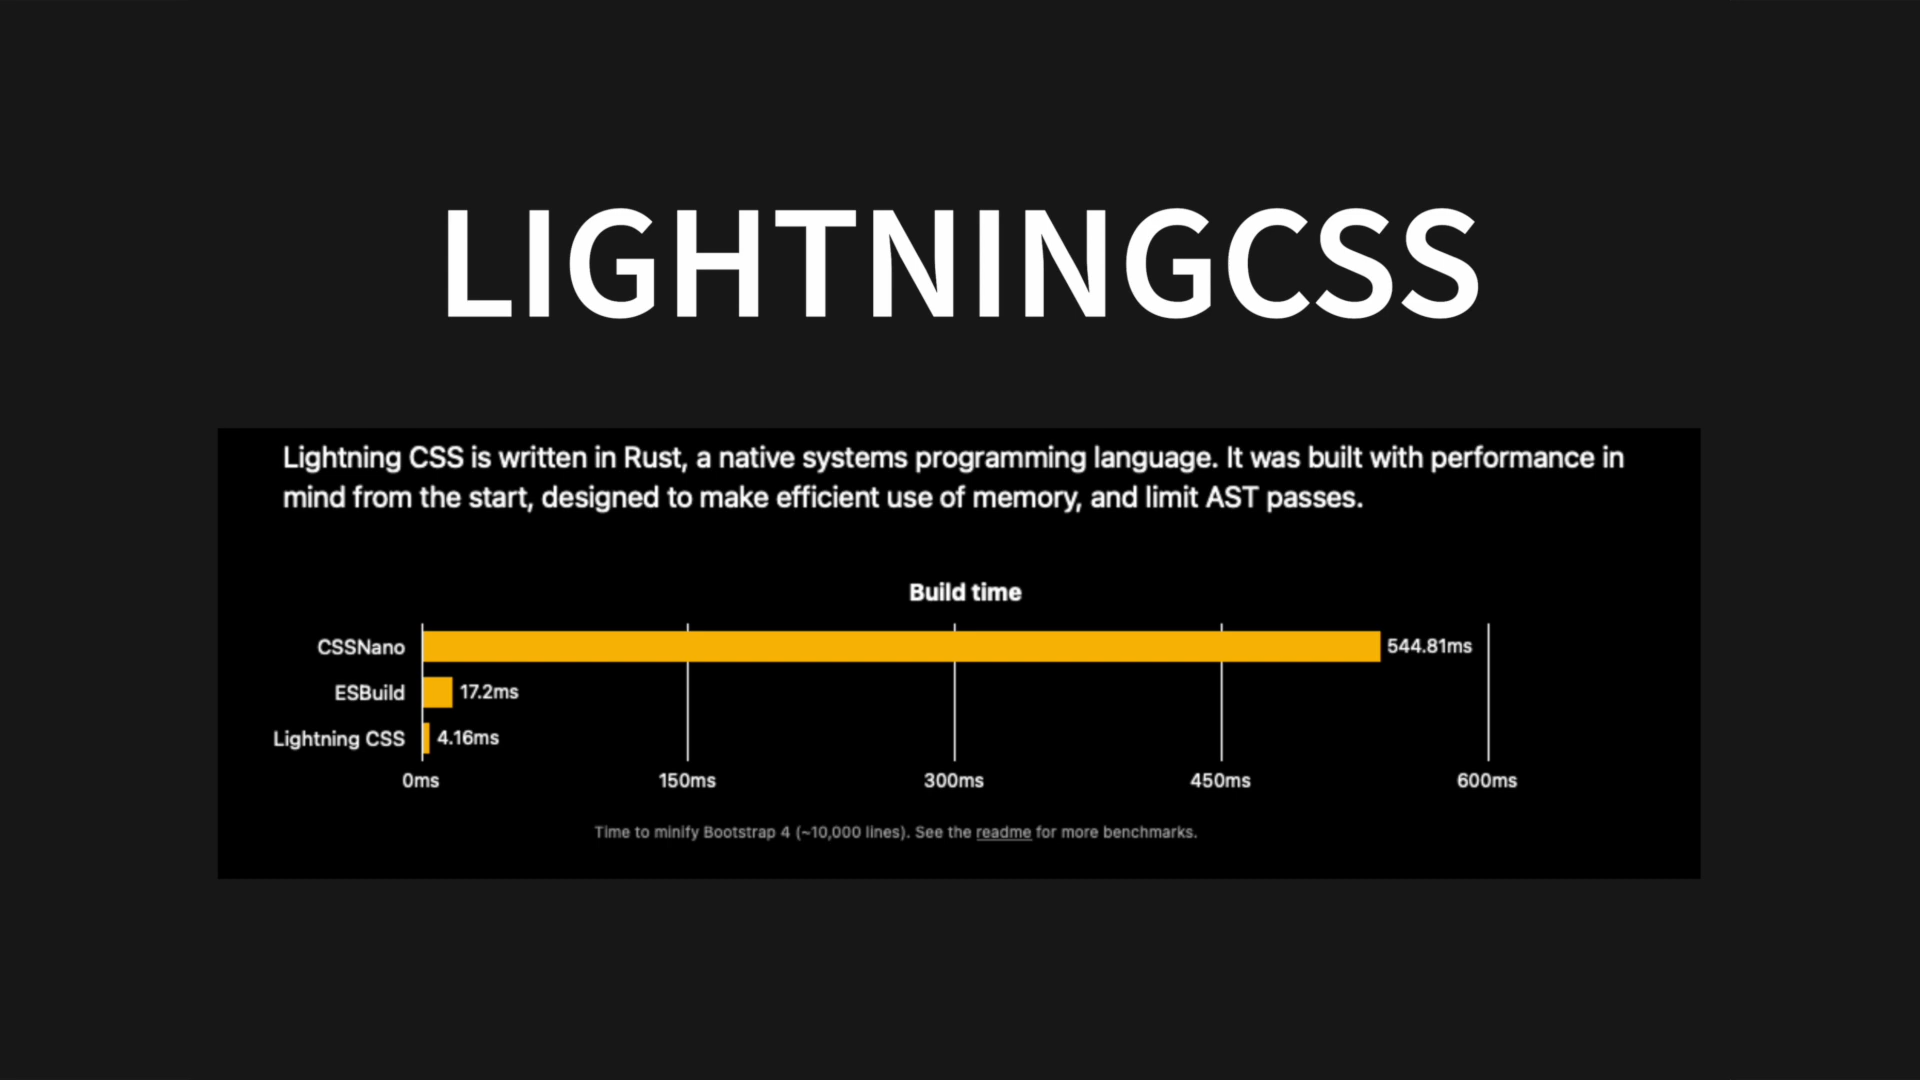 LIGHTNINGCSS
Lightning CSS is written in Rust, a native systems programming language. It was built with performance in
mind from the start, designed to make efficient use of memory, and limit AST passes.
Build time
CSSNano 544.81ms
ESBuild 17.2ms
Lightning CSS 4.16ms
0ms 150ms 300ms 450ms 600ms
Time to minify Bootstrap 4 (~10,000 lines). See the readme for more benchmarks.